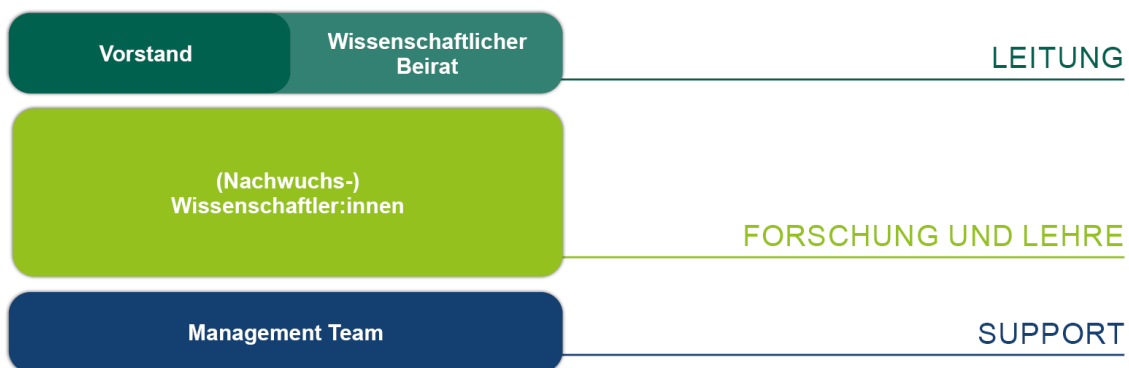 Vorstand
Wissenschaftlicher
Beirat
LEITUNG
(Nachwuchs-)
Wissenschaftler:innen
FORSCHUNG UND LEHRE
Management Team
SUPPORT